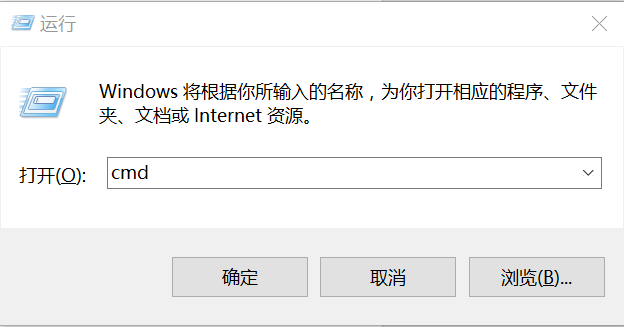 运行
Windows 将根据你所输入的名称，为你打开相应的程序、文件
夹、文档或 Internet 资源。
打开(O): cmd
确定 取消 浏览(B)...